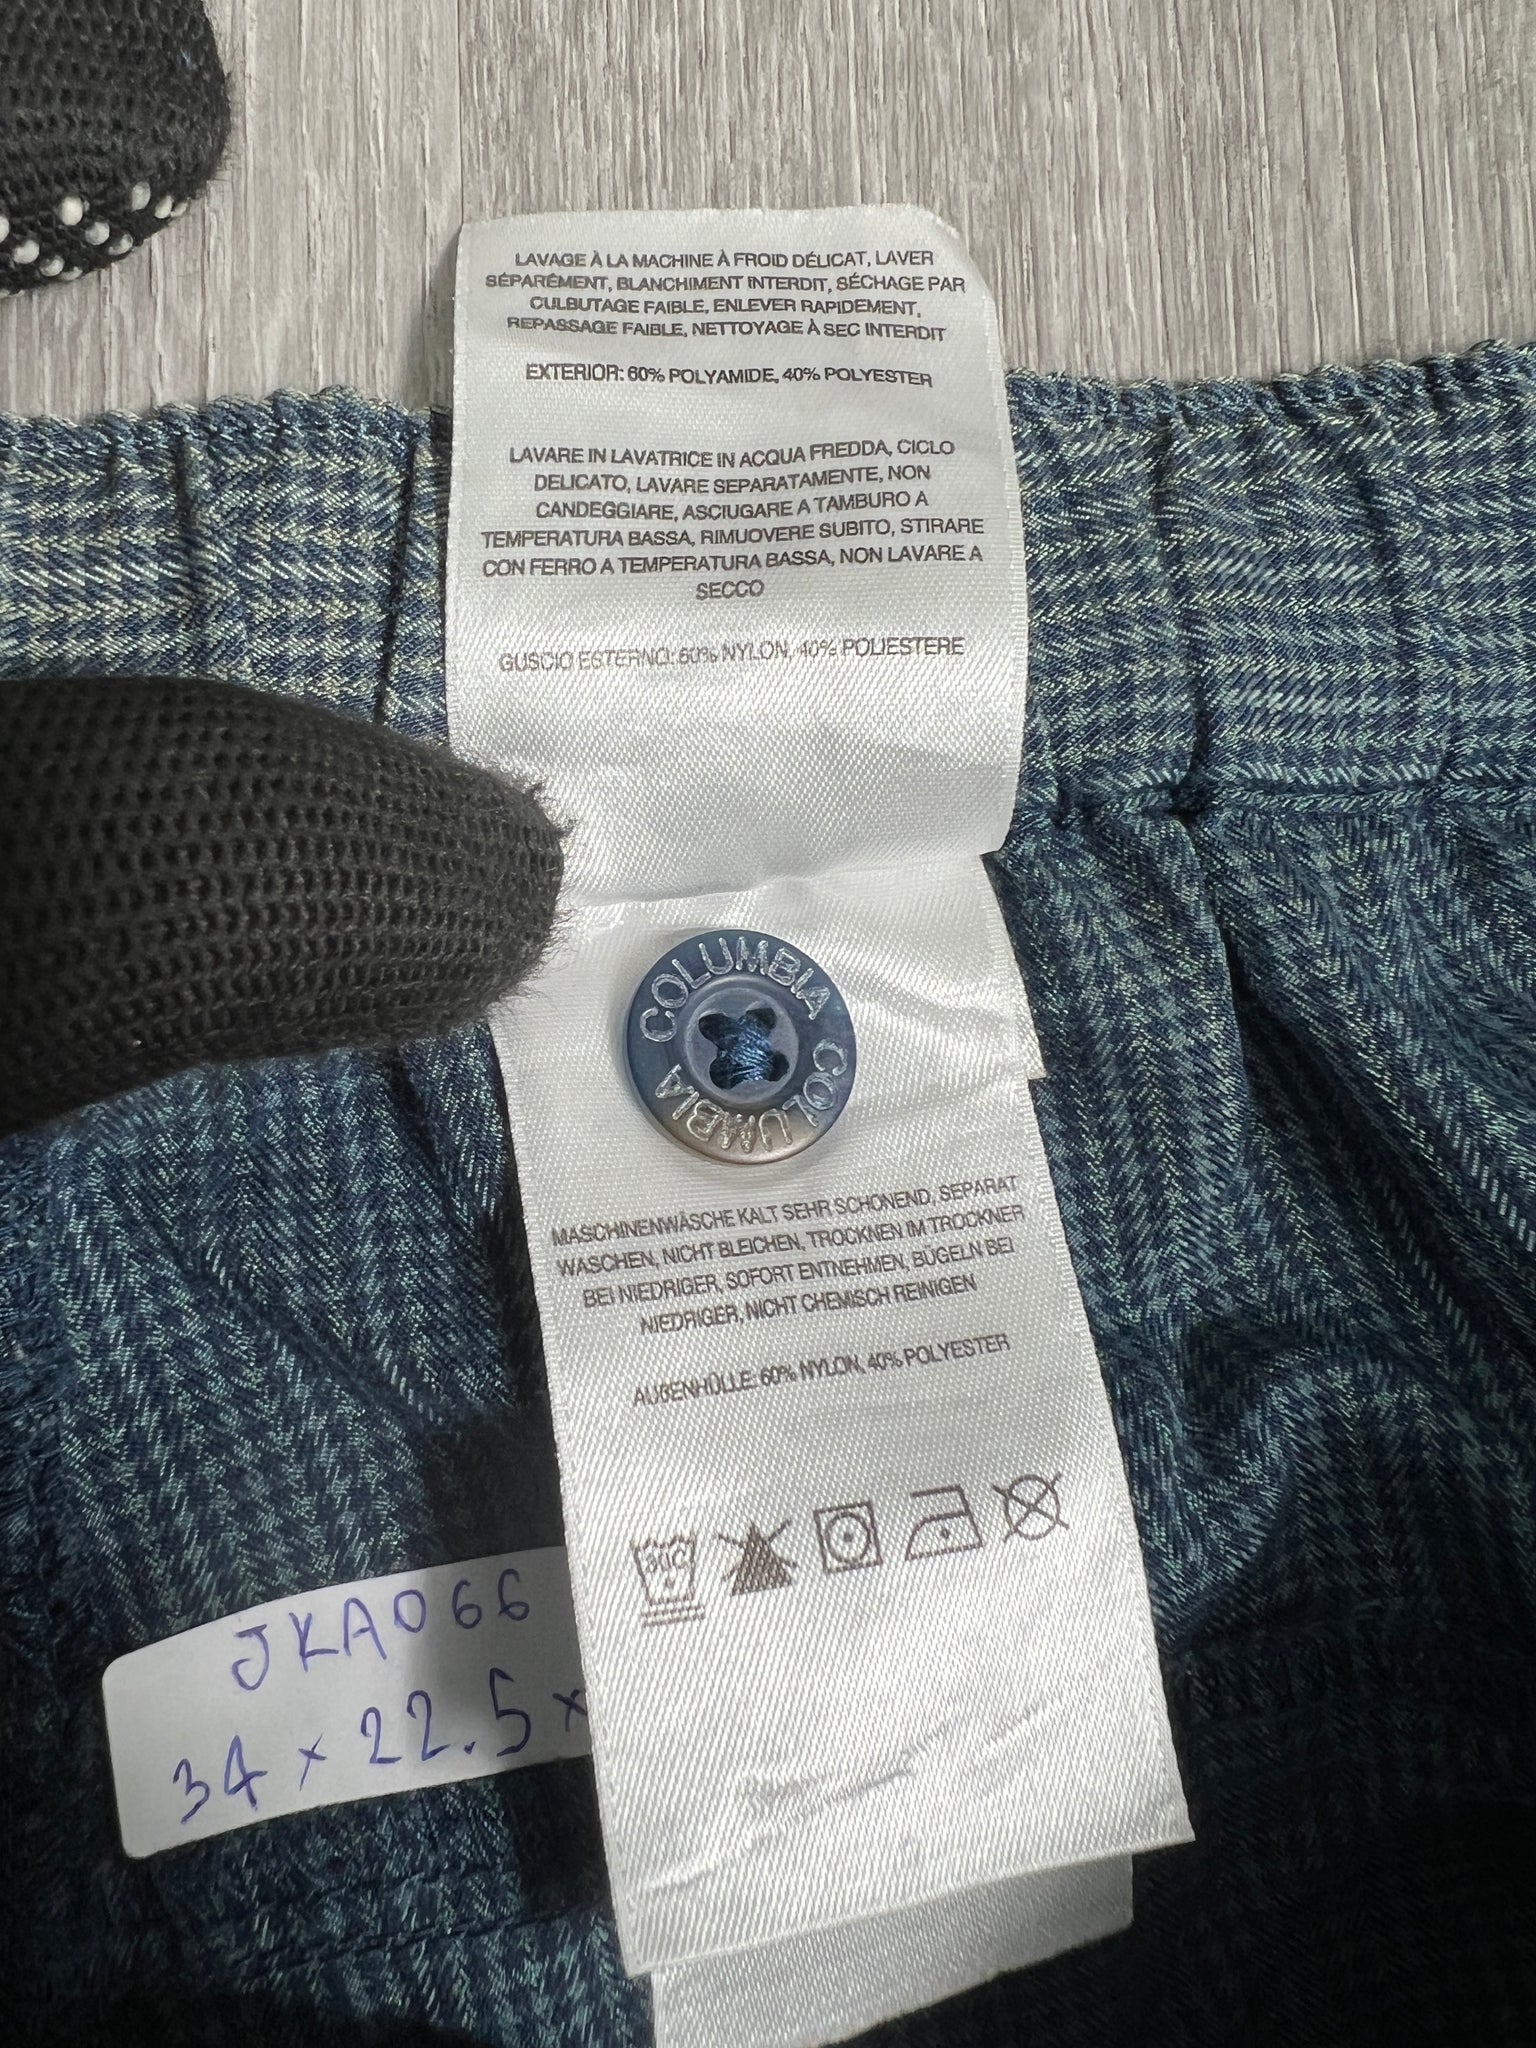 LAVAGE À LA MACHINE À FROID DÉLICAT, LAVER
SÉPARÉMENT, BLANCHIMENT INTERDIT, SÉCHAGE PAR
CULBUTAGE FAIBLE, ENLEVER RAPIDEMENT,
REPASSAGE FAIBLE, NETTOYAGE À SEC INTERDIT
EXTERIOR: 60% POLYAMIDE, 40% POLYESTER
LAVARE IN LAVATRICE IN ACQUA FREDDA, CICLO
DELICATO, LAVARE SEPARATAMENTE, NON
CANDEGGIARE, ASCIUGARE A TAMBURO A
TEMPERATURA BASSA, RIMUOVERE SUBITO, STIRARE
CON FERRO A TEMPERATURA BASSA, NON LAVARE A
SECCO
GUSCIO ESTERNO: 60% NYLON, 40% POLIESTERE
COLUMBIA
COLUMBIA
MASCHINENWÄSCHE KALT SEHR SCHONEND, SEPARAT
WASCHEN, NICHT BLEICHEN, TROCKNEN IM TROCKNER
BEI NIEDRIGER, SOFORT ENTNEHMEN, BÜGELN BEI
NIEDRIGER, NICHT CHEMISCH REINIGEN
AUßENHÜLLE: 60% NYLON, 40% POLYESTER
30C
JKA066
34 x 22.5 x